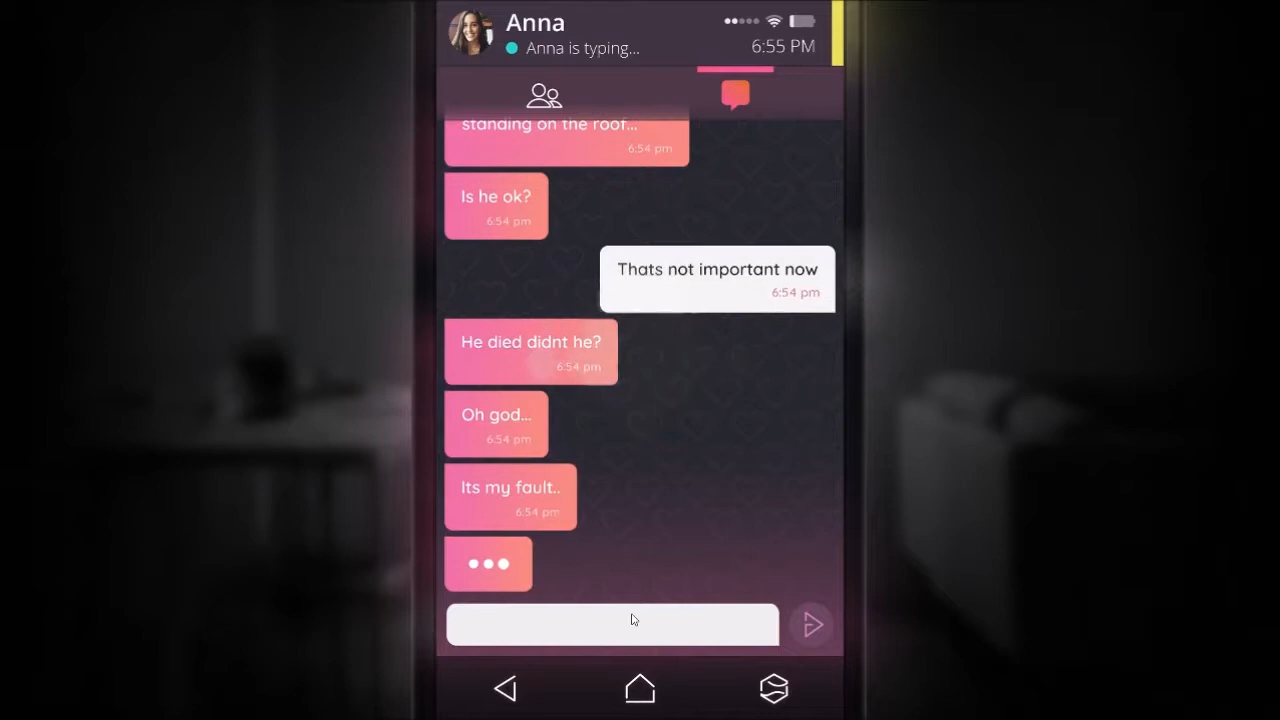 Anna
Anna is typing...
6:55 PM
standing on the roof...
6:54 pm
Is he ok?
6:54 pm
Thats not important now
6:54 pm
He died didnt he?
6:54 pm
Oh god...
6:54 pm
Its my fault..
6:54 pm